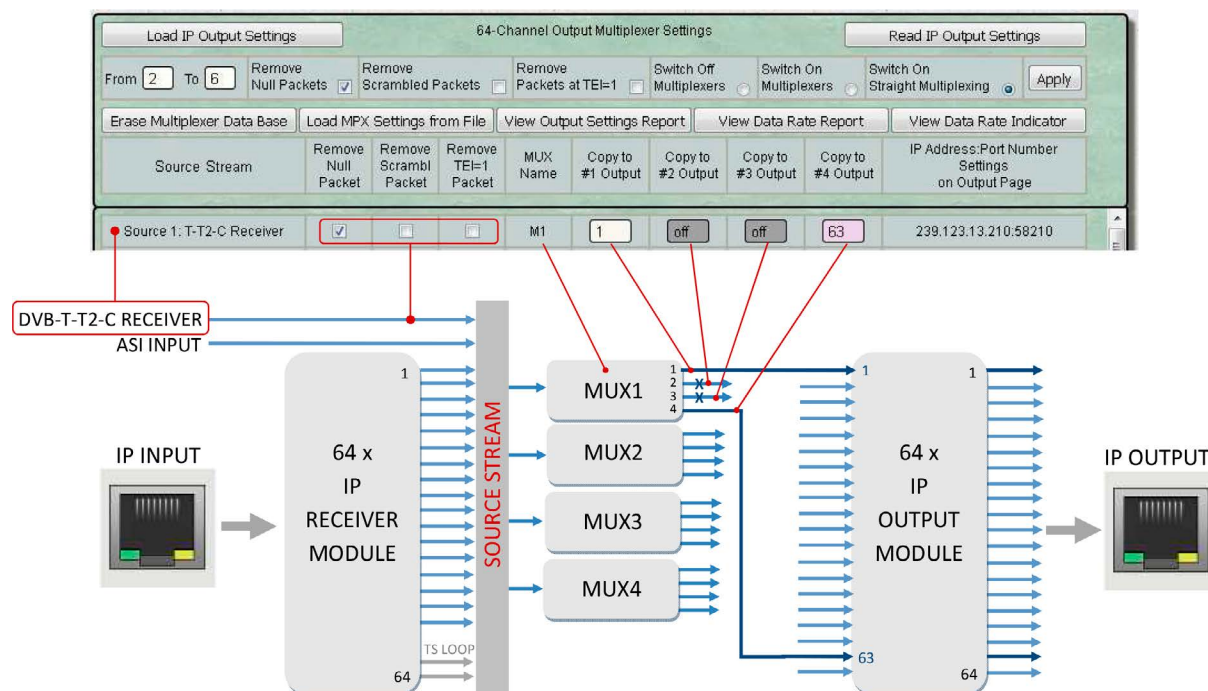 Load IP Output Settings
64-Channel Output Multiplexer Settings
Read IP Output Settings
From 2 To 6
Remove
Null Packets
Remove
Scrambled Packets
Remove
Packets at TEI=1
Switch Off
Multiplexers
Switch On
Multiplexers
Switch On
Straight Multiplexing
Apply
Erase Multiplexer Data Base
Load MPX Settings from File
View Output Settings Report
View Data Rate Report
View Data Rate Indicator
Source Stream
Remove
Null
Packet
Remove
Scrambl
Packet
Remove
TEI=1
Packet
MUX
Name
Copy to
#1 Output
Copy to
#2 Output
Copy to
#3 Output
Copy to
#4 Output
IP Address:Port Number
Settings
on Output Page
Source 1: T-T2-C Receiver
M1
1
off
off
63
239.123.13.210:58210
DVB-T-T2-C RECEIVER
ASI INPUT
IP INPUT
1
64 x
IP
RECEIVER
MODULE
TS LOOP
64
SOURCE STREAM
MUX1
1
2
3
4
X
X
MUX2
MUX3
MUX4
1
63
64 x
IP
OUTPUT
MODULE
1
64
IP OUTPUT